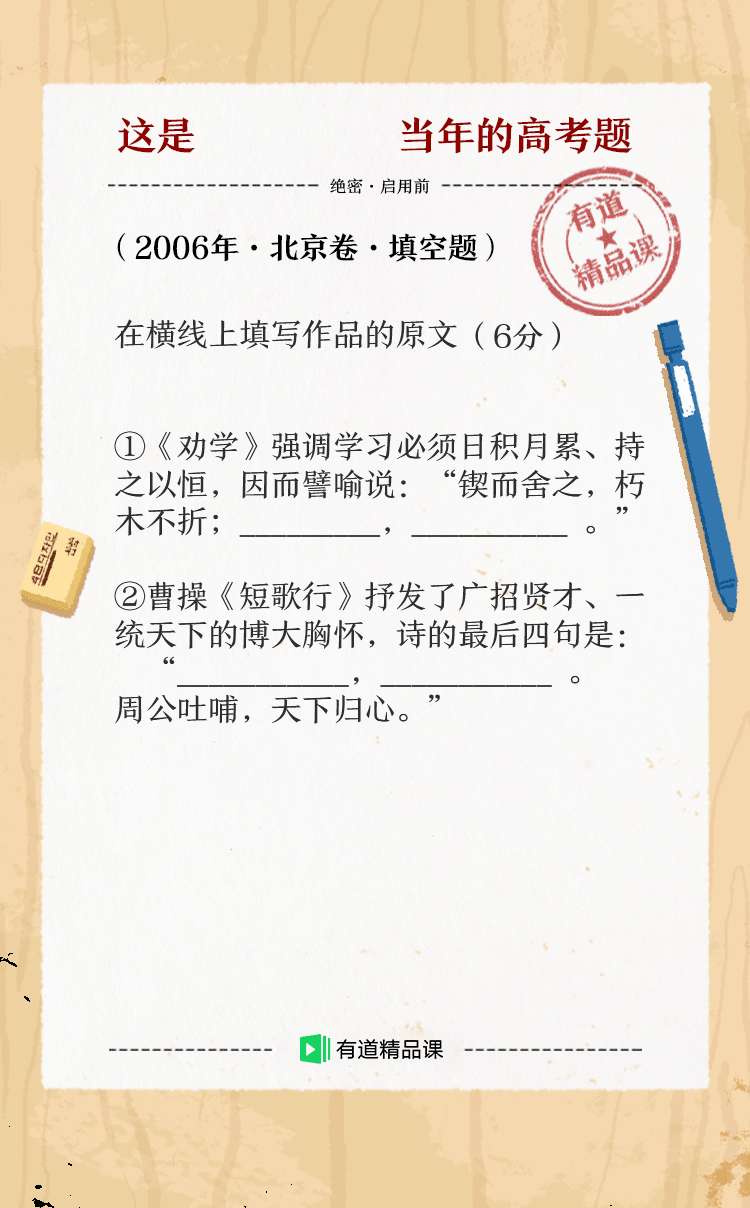 这是 当年的高考题
绝密·启用前
有道
精品课
（2006年·北京卷·填空题）
在横线上填写作品的原文（6分）
①《劝学》强调学习必须日积月累、持
之以恒，因而譬喻说：“锲而舍之，朽
木不折；_________，__________ 。”
②曹操《短歌行》抒发了广招贤才、一
统天下的博大胸怀，诗的最后四句是：
“___________，___________ 。
周公吐哺，天下归心。”
有道精品课